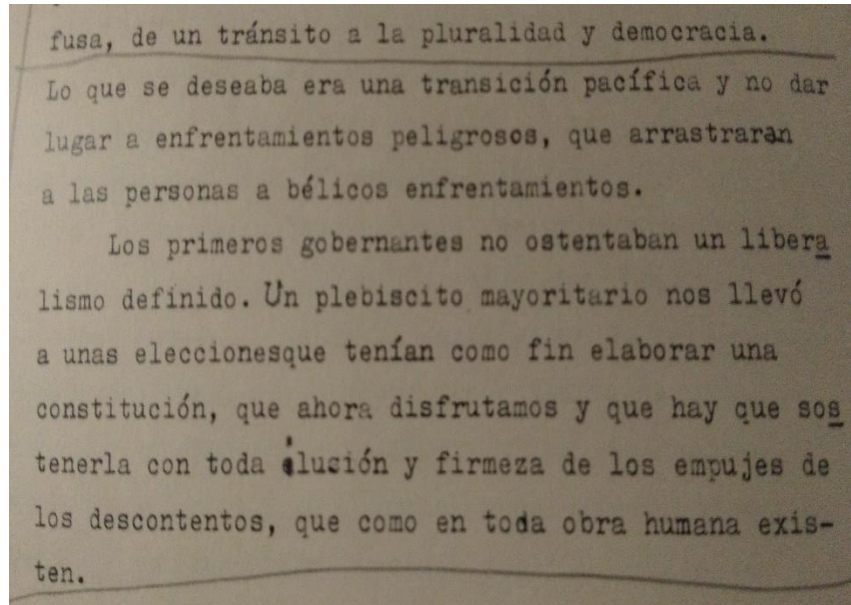 fusa, de un tránsito a la pluralidad y democracia.
Lo que se deseaba era una transición pacífica y no dar
lugar a enfrentamientos peligrosos, que arrastraran
a las personas a bélicos enfrentamientos.
Los primeros gobernantes no ostentaban un libera
lismo definido. Un plebiscito mayoritario nos llevó
a unas eleccionesque tenían como fin elaborar una
constitución, que ahora disfrutamos y que hay que sos
tenerla con toda ilución y firmeza de los empujes de
los descontentos, que como en toda obra humana exis-
ten.